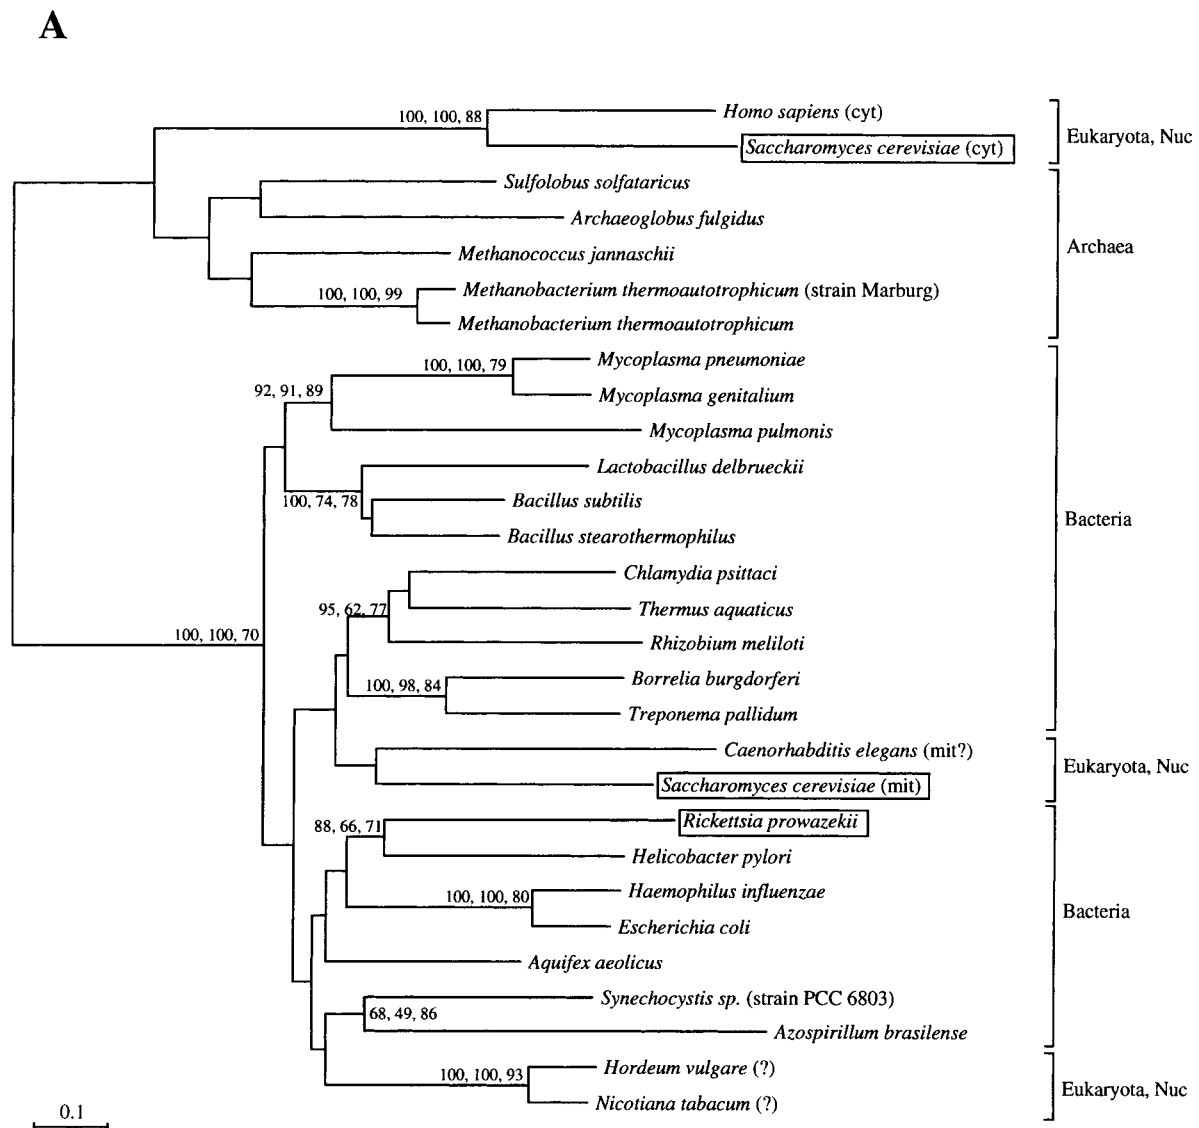 A
100, 100, 88
Homo sapiens (cyt)
Saccharomyces cerevisiae (cyt)
Eukaryota, Nuc
Sulfolobus solfataricus
Archaeoglobus fulgidus
Archaea
Methanococcus jannaschii
100, 100, 99
Methanobacterium thermoautotrophicum (strain Marburg)
Methanobacterium thermoautotrophicum
100, 100, 79
Mycoplasma pneumoniae
92, 91, 89
Mycoplasma genitalium
Mycoplasma pulmonis
Lactobacillus delbrueckii
100, 74, 78
Bacillus subtilis
Bacteria
Bacillus stearothermophilus
Chlamydia psittaci
95, 62, 77
Thermus aquaticus
100, 100, 70
Rhizobium meliloti
100, 98, 84
Borrelia burgdorferi
Treponema pallidum
Caenorhabditis elegans (mit?)
Eukaryota, Nuc
Saccharomyces cerevisiae (mit)
88, 66, 71
Rickettsia prowazekii
Helicobacter pylori
100, 100, 80
Haemophilus influenzae
Bacteria
Escherichia coli
Aquifex aeolicus
Synechocystis sp. (strain PCC 6803)
68, 49, 86
Azospirillum brasilense
100, 100, 93
Hordeum vulgare (?)
Eukaryota, Nuc
Nicotiana tabacum (?)
0.1